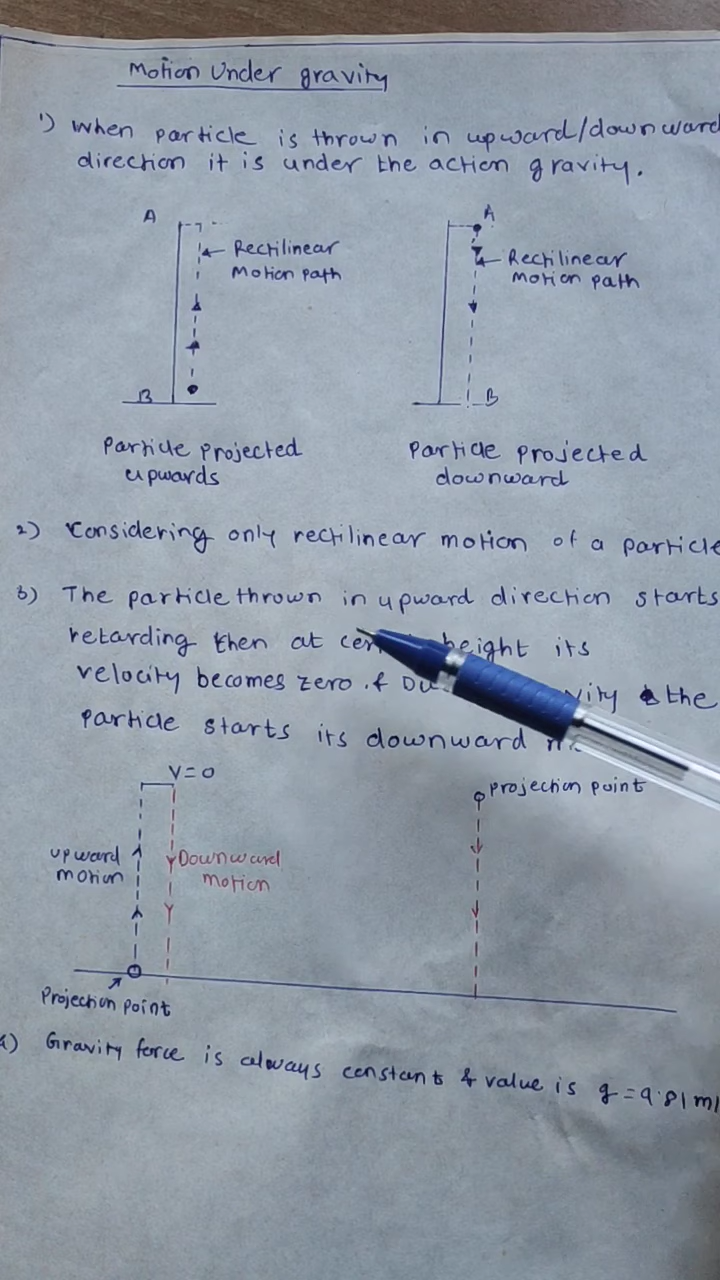 Motion Under gravity
1) When particle is thrown in upward/downward
direction it is under the action gravity.
A
Rectilinear
Motion path
B
Particle projected
upwards
A
Rectilinear
motion path
B
Particle projected
downward
2) Considering only rectilinear motion of a particle
3) The particle thrown in upward direction starts
retarding then at height its
velocity becomes zero. & the
particle starts its downward
V=0
upward
motion
Downward
motion
Projection point
projection point
Gravity force is always constant & value is g=9.81 m/